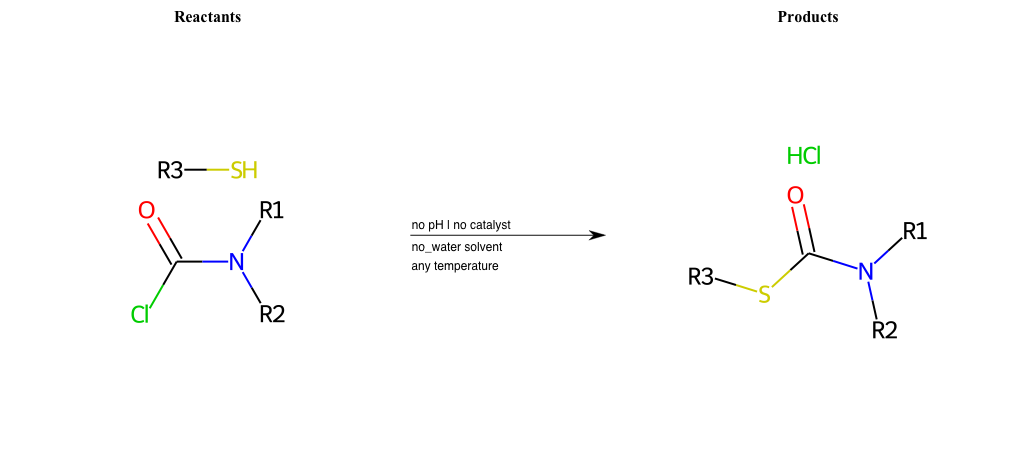 Reactants
Products
R3 SH
O R1
N
Cl R2
no pH | no catalyst
no_water solvent
any temperature
HCl
O
R1
R3 S N
R2